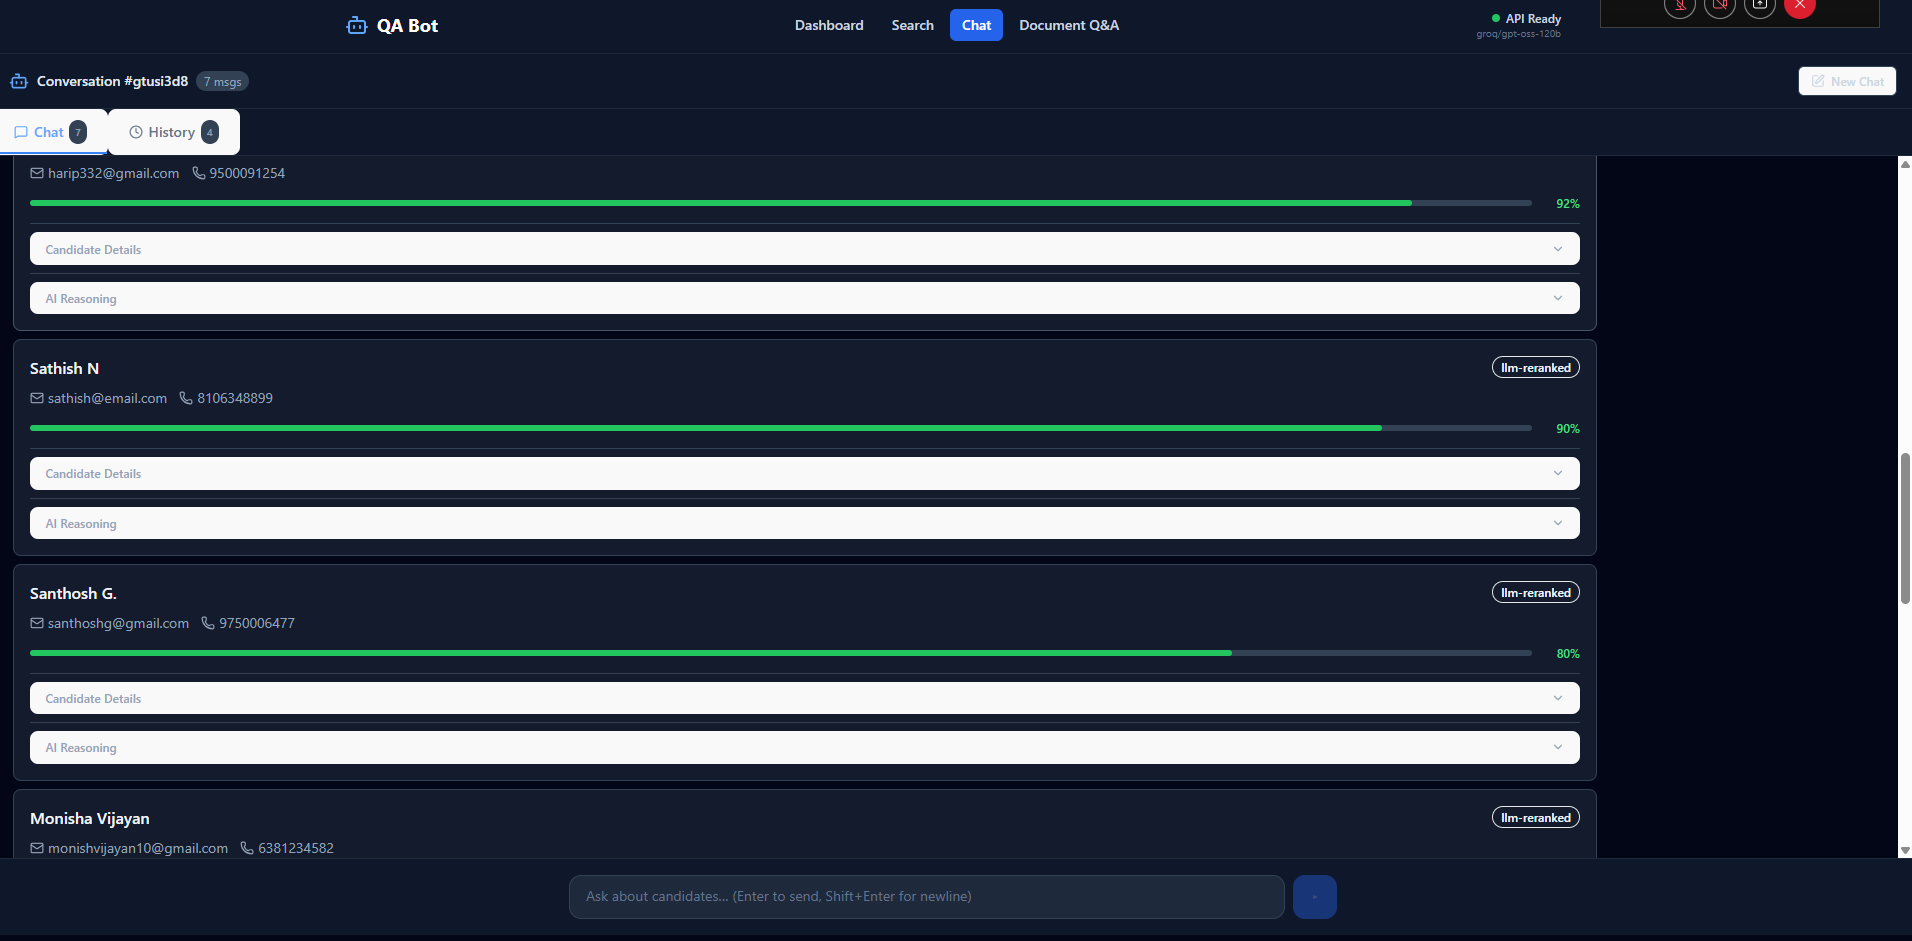 QA Bot
Dashboard Search Chat Document Q&A
API Ready
groq/gpt-oss-120b
Conversation #gtusi3d8 7 msgs
New Chat
Chat 7 History 4
harip332@gmail.com 9500091254
92%
Candidate Details
AI Reasoning
Sathish N llm-reranked
sathish@email.com 8106348899
90%
Candidate Details
AI Reasoning
Santhosh G. llm-reranked
santhoshg@gmail.com 9750006477
80%
Candidate Details
AI Reasoning
Monisha Vijayan llm-reranked
monishvijayan10@gmail.com 6381234582
Ask about candidates... (Enter to send, Shift+Enter for newline)